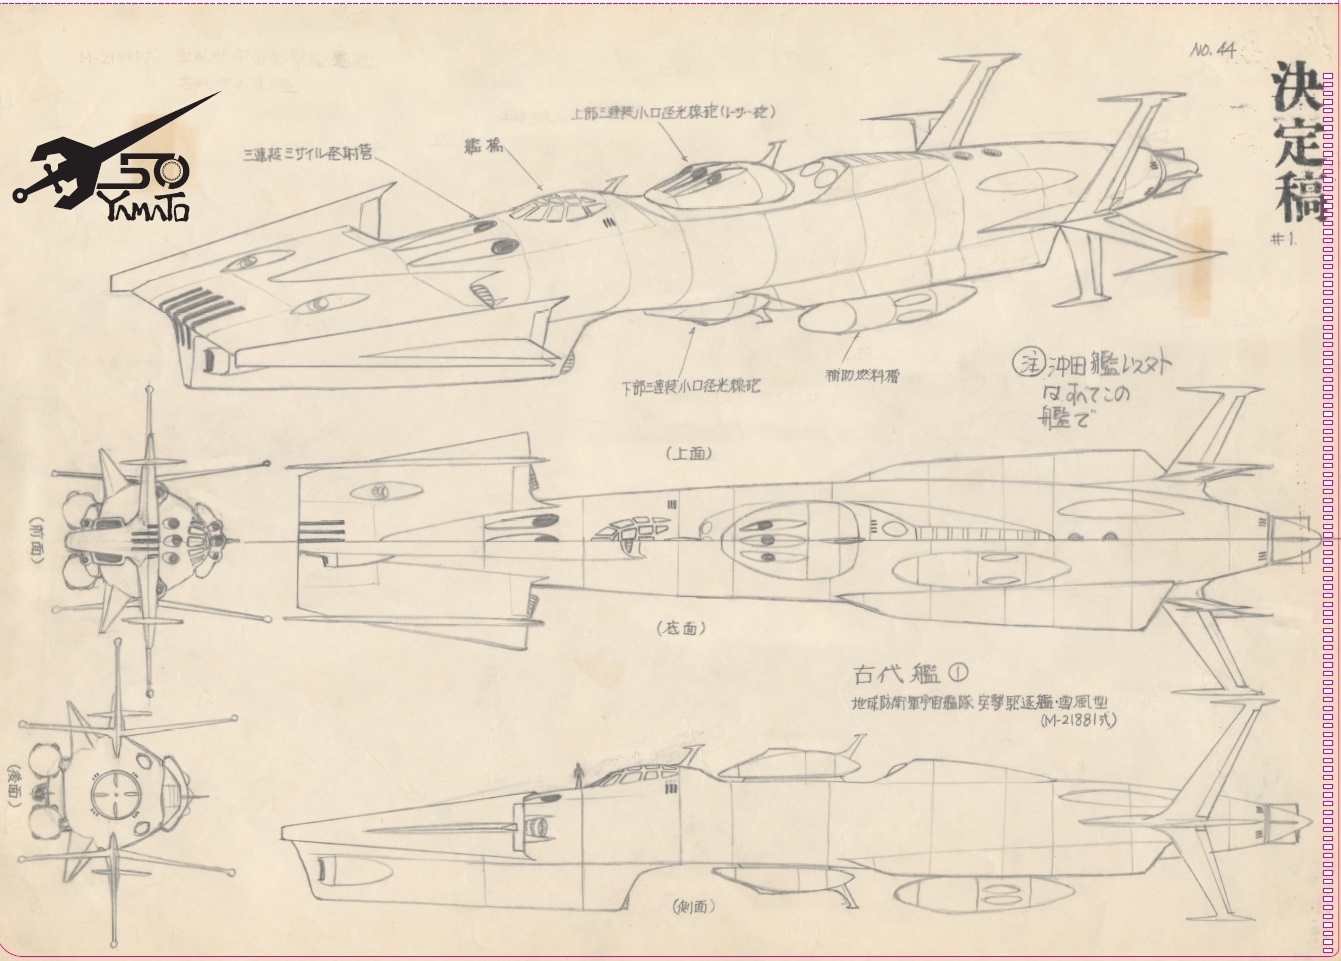 NO. 44
決定稿
#1.
50
YAMATO
上部三連装小口径光線砲(レーザー砲)
艦橋
三連装ミサイル発射管
下部三連装小口径光線砲
補助燃料槽
注 沖田艦レスタト
はすべてこの
艦で
(上面)
(前面)
(底面)
古代艦①
地球防衛軍宇宙艦隊 突撃駆逐艦・雪風型
(M-21881式)
(後面)
(側面)